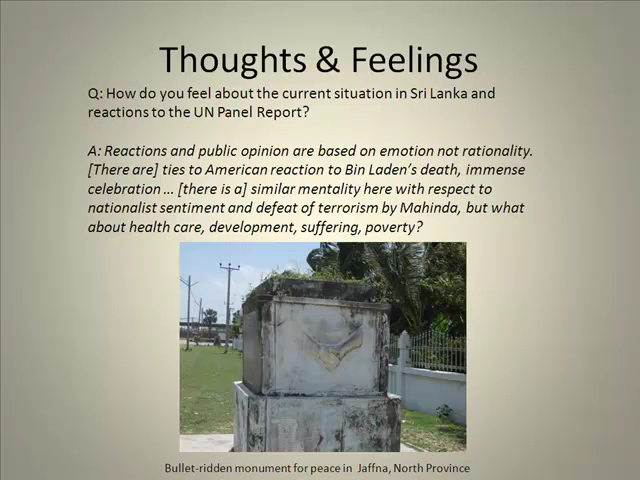 Thoughts & Feelings
Q: How do you feel about the current situation in Sri Lanka and
reactions to the UN Panel Report?
A: Reactions and public opinion are based on emotion not rationality.
[There are] ties to American reaction to Bin Laden's death, immense
celebration ... [there is a] similar mentality here with respect to
nationalist sentiment and defeat of terrorism by Mahinda, but what
about health care, development, suffering, poverty?
Bullet-ridden monument for peace in Jaffna, North Province